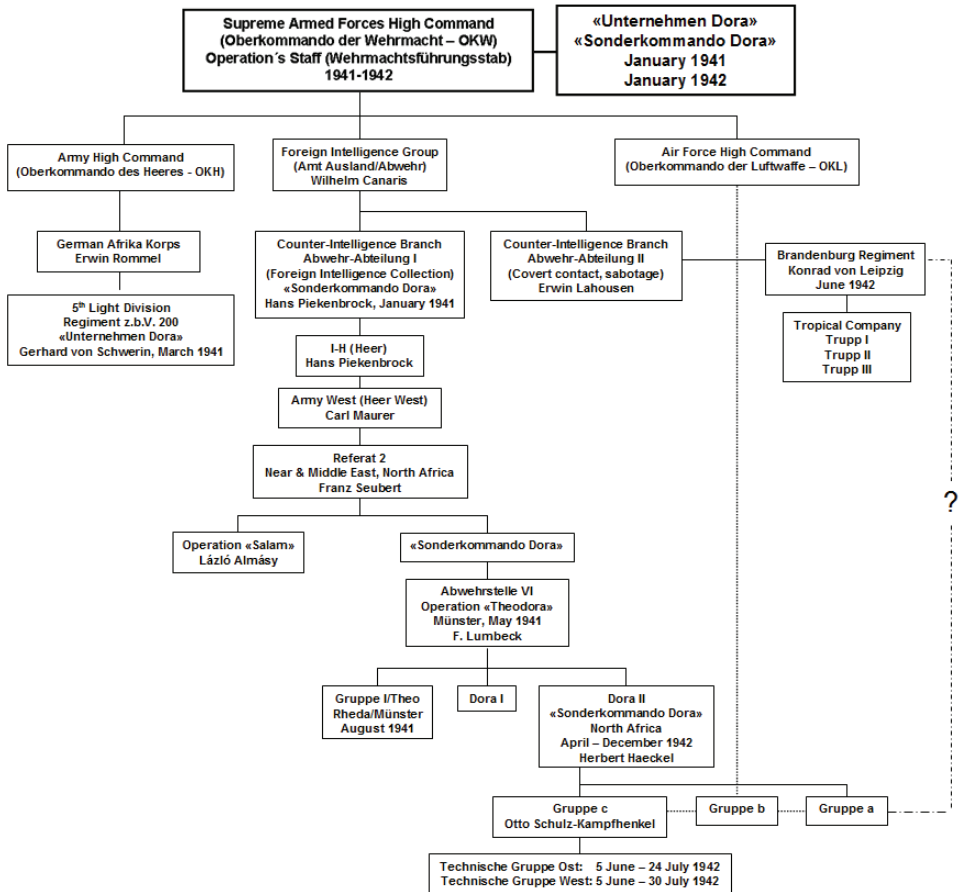 Supreme Armed Forces High Command
(Oberkommando der Wehrmacht – OKW)
Operation´s Staff (Wehrmachtsführungsstab)
1941-1942
«Unternehmen Dora»
«Sonderkommando Dora»
January 1941
January 1942
Army High Command
(Oberkommando des Heeres - OKH)
Foreign Intelligence Group
(Amt Ausland/Abwehr)
Wilhelm Canaris
Air Force High Command
(Oberkommando der Luftwaffe – OKL)
German Afrika Korps
Erwin Rommel
Counter-Intelligence Branch
Abwehr-Abteilung I
(Foreign Intelligence Collection)
«Sonderkommando Dora»
Hans Piekenbrock, January 1941
Counter-Intelligence Branch
Abwehr-Abteilung II
(Covert contact, sabotage)
Erwin Lahousen
Brandenburg Regiment
Konrad von Leipzig
June 1942
5th Light Division
Regiment z.b.V. 200
«Unternehmen Dora»
Gerhard von Schwerin, March 1941
Tropical Company
Trupp I
Trupp II
Trupp III
I-H (Heer)
Hans Piekenbrock
Army West (Heer West)
Carl Maurer
Referat 2
Near & Middle East, North Africa
Franz Seubert
?
Operation «Salam»
Lázló Almásy
«Sonderkommando Dora»
Abwehrstelle VI
Operation «Theodora»
Münster, May 1941
F. Lumbeck
Gruppe I/Theo
Rheda/Münster
August 1941
Dora I
Dora II
«Sonderkommando Dora»
North Africa
April – December 1942
Herbert Haeckel
Gruppe c
Otto Schulz-Kampfhenkel
Gruppe b
Gruppe a
Technische Gruppe Ost: 5 June – 24 July 1942
Technische Gruppe West: 5 June – 30 July 1942